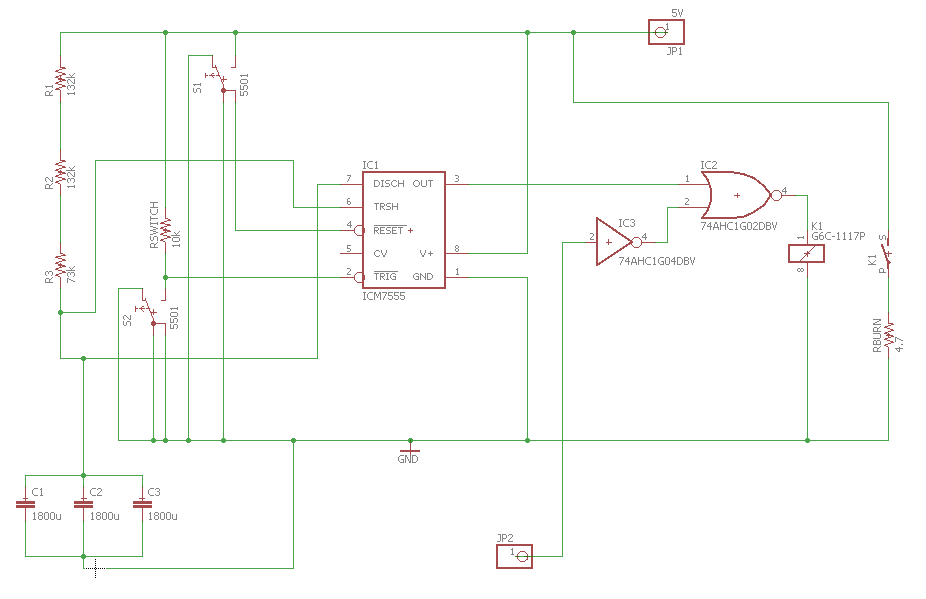 5V
1
JP1
R1
132k
S1
5501
R2
132k
IC1
7 DISCH OUT 3
6 TRSH
4 RESET
5 CV V+ 8
2 TRIG GND 1
ICM7555
RSWITCH
10k
R3
73k
S2
5501
IC2
1
2
4
74AHC1G02DBV
IC3
2
4
74AHC1G04DBV
K1
G6C-1117P
1
8
K1
S
P
RBURN
4.7
GND
C1
1800u
C2
1800u
C3
1800u
JP2
1